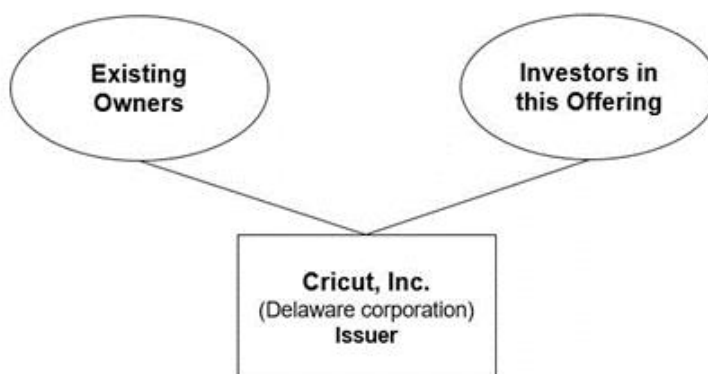 Existing
Owners
Investors in
this Offering
Cricut, Inc.
(Delaware corporation)
Issuer